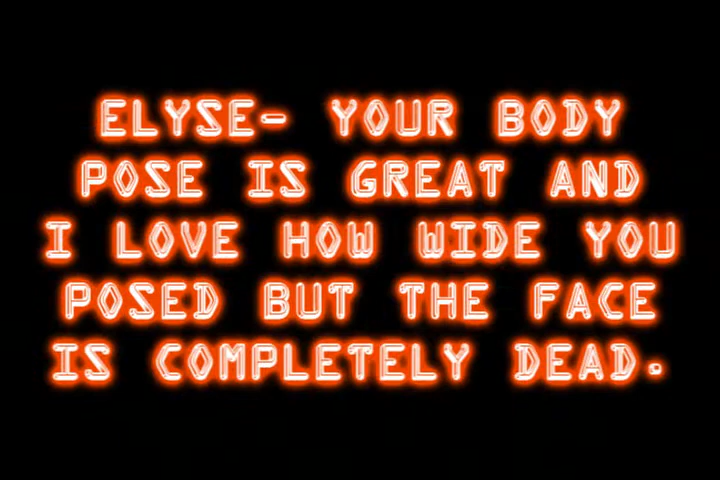 ELYSE- YOUR BODY
POSE IS GREAT AND
I LOVE HOW WIDE YOU
POSED BUT THE FACE
IS COMPLETELY DEAD.